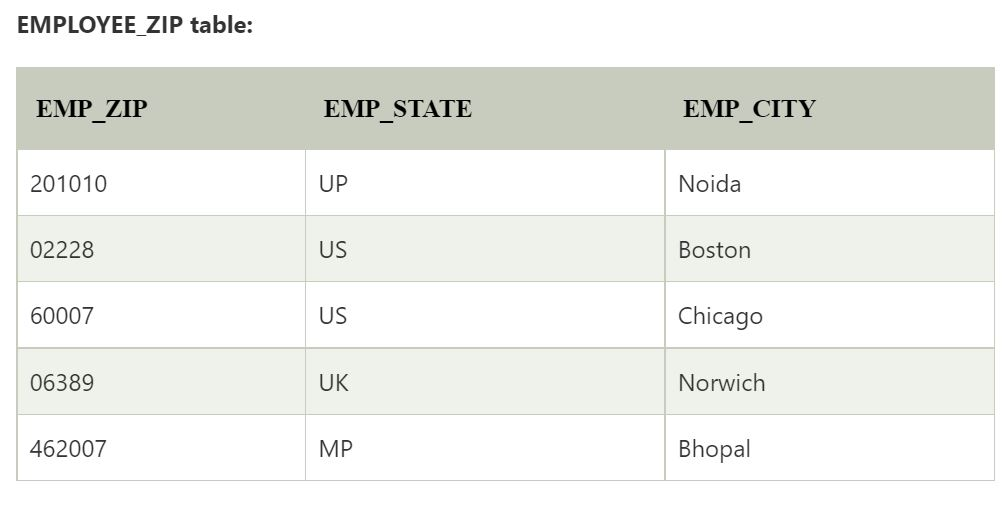 EMPLOYEE_ZIP table:
EMP_ZIP EMP_STATE EMP_CITY
201010 UP Noida
02228 US Boston
60007 US Chicago
06389 UK Norwich
462007 MP Bhopal